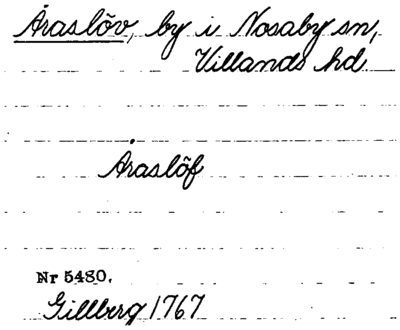 Åraslöv, by i Nosaby sn,
Villands hd
Åraslöf
Nr 5480.
Gillberg 1767